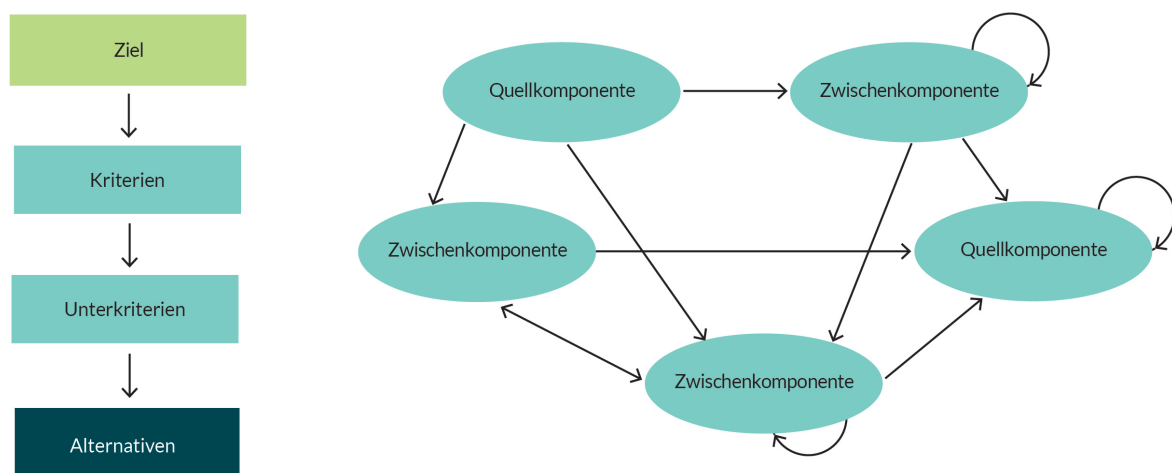 Ziel
Kriterien
Unterkriterien
Alternativen
Quellkomponente
Zwischenkomponente
Zwischenkomponente
Quellkomponente
Zwischenkomponente